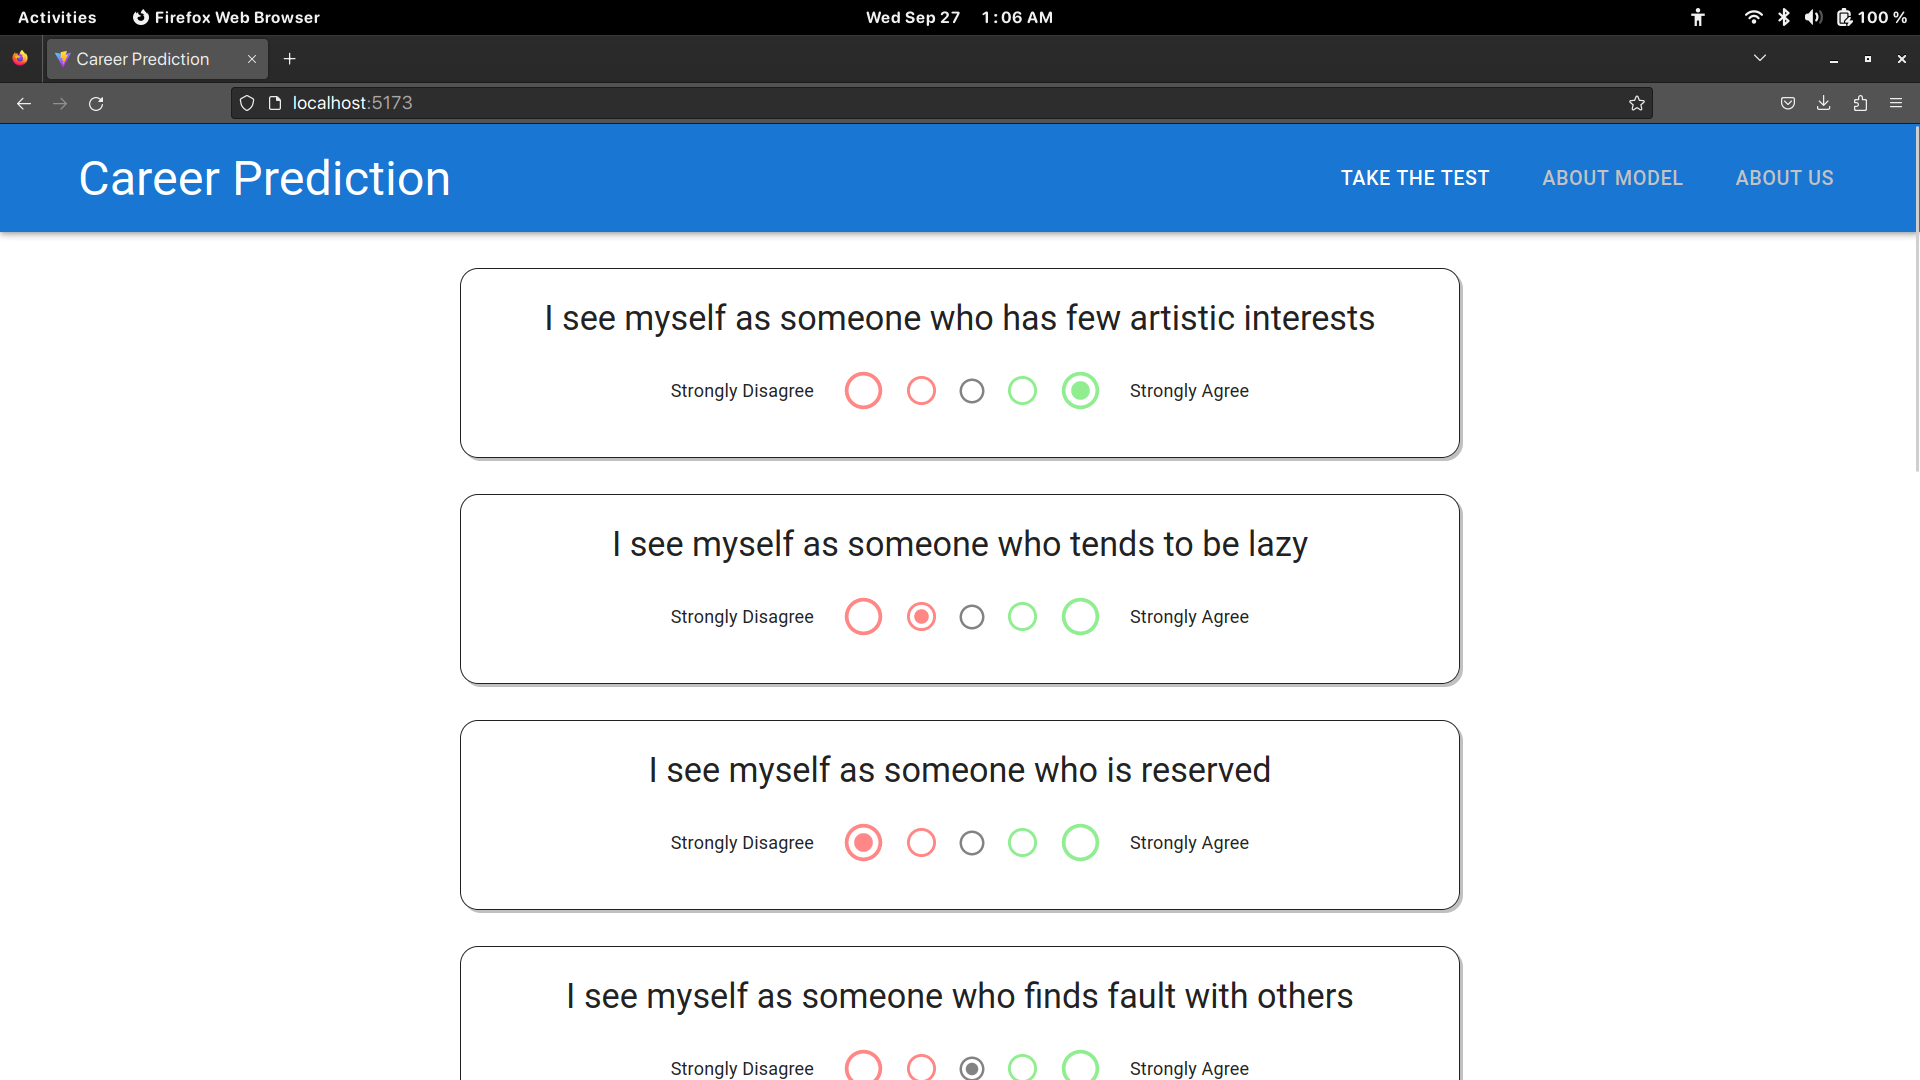 Activities Firefox Web Browser Wed Sep 27 1:06 AM 100 %
Career Prediction
localhost:5173
Career Prediction TAKE THE TEST ABOUT MODEL ABOUT US
I see myself as someone who has few artistic interests
Strongly Disagree Strongly Agree
I see myself as someone who tends to be lazy
Strongly Disagree Strongly Agree
I see myself as someone who is reserved
Strongly Disagree Strongly Agree
I see myself as someone who finds fault with others
Strongly Disagree Strongly Agree